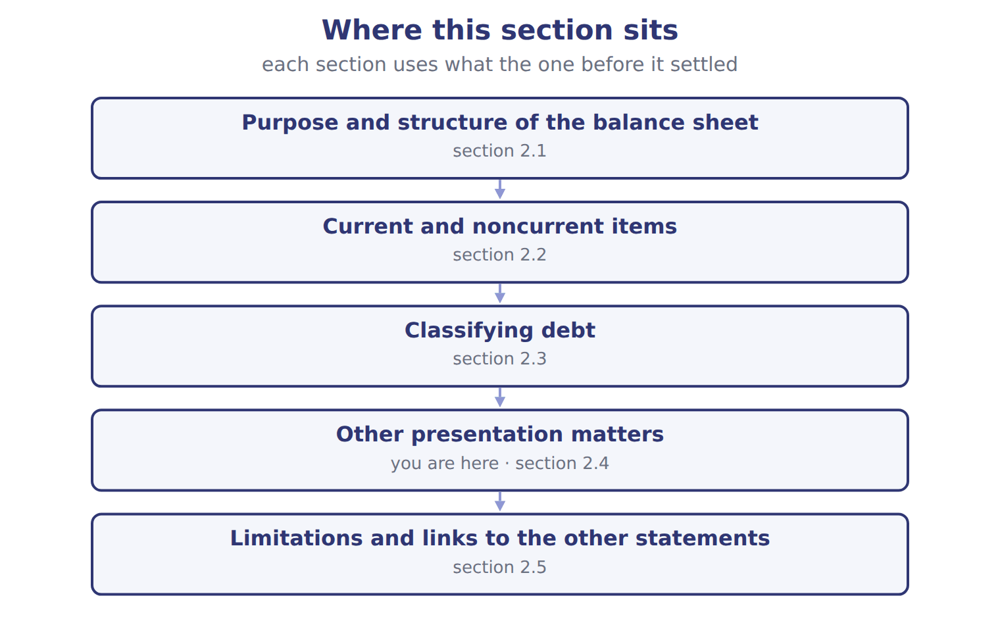 Where this section sits
each section uses what the one before it settled
Purpose and structure of the balance sheet
section 2.1
Current and noncurrent items
section 2.2
Classifying debt
section 2.3
Other presentation matters
you are here · section 2.4
Limitations and links to the other statements
section 2.5